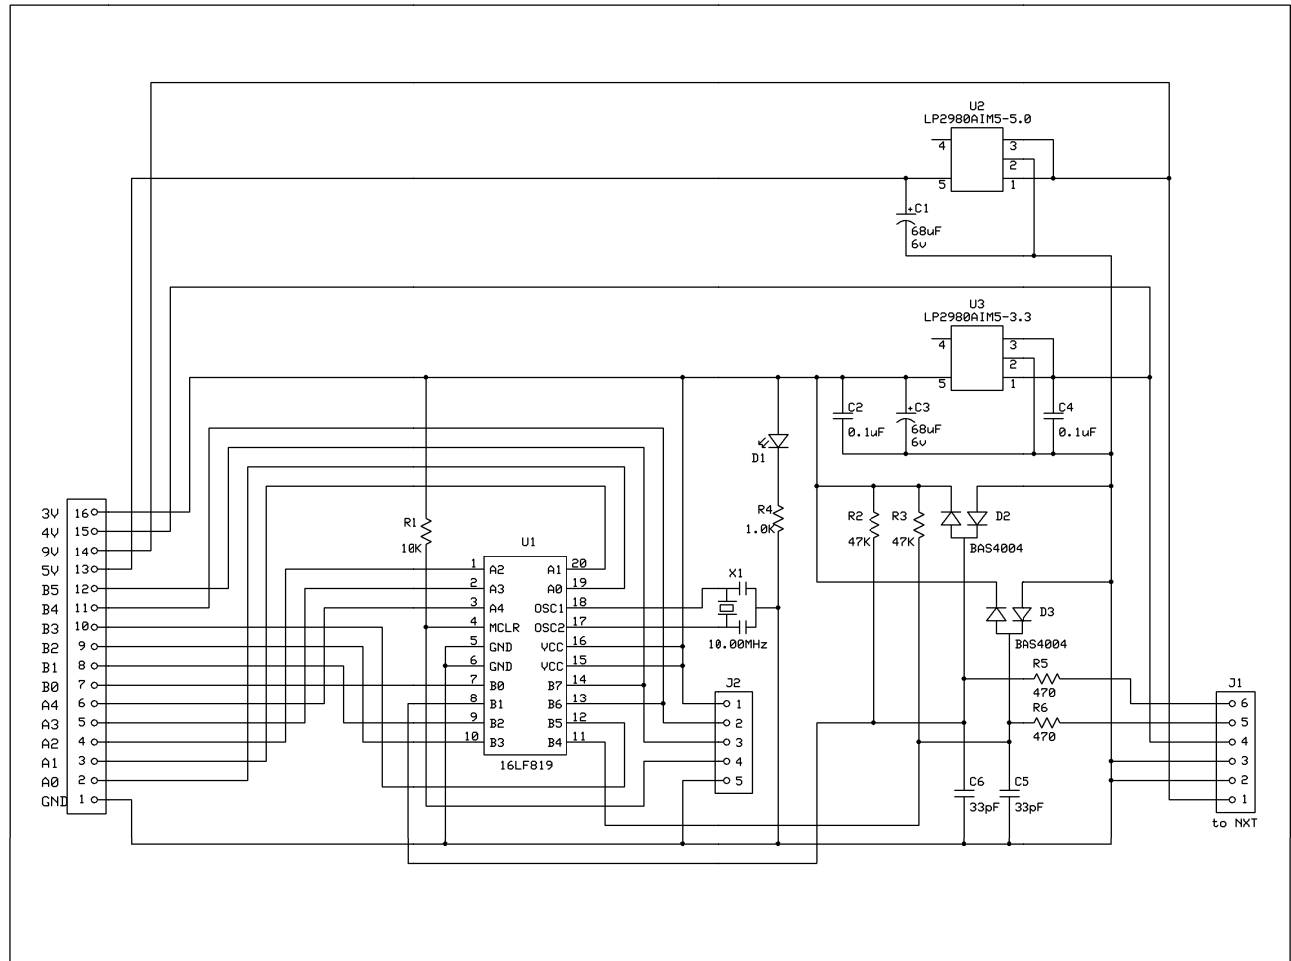 U2
LP2980AIM5-5.0
4
3
2
5
1
+C1
68uF
6v
U3
LP2980AIM5-3.3
4
3
2
5
1
C2
0.1uF
+C3
68uF
6v
C4
0.1uF
D1
R4
1.0K
R2
47K
R3
47K
D2
BAS4004
D3
BAS4004
R1
10K
U1
1 A2 A1 20
2 A3 A0 19
3 A4 OSC1 18
4 MCLR OSC2 17
5 GND VCC 16
6 GND VCC 15
7 B0 B7 14
8 B1 B6 13
9 B2 B5 12
10 B3 B4 11
16LF819
X1
10.00MHz
J2
1
2
3
4
5
3V 16
4V 15
9V 14
5V 13
B5 12
B4 11
B3 10
B2 9
B1 8
B0 7
A4 6
A3 5
A2 4
A1 3
A0 2
GND 1
R5
470
R6
470
C6
33pF
C5
33pF
J1
6
5
4
3
2
1
to NXT